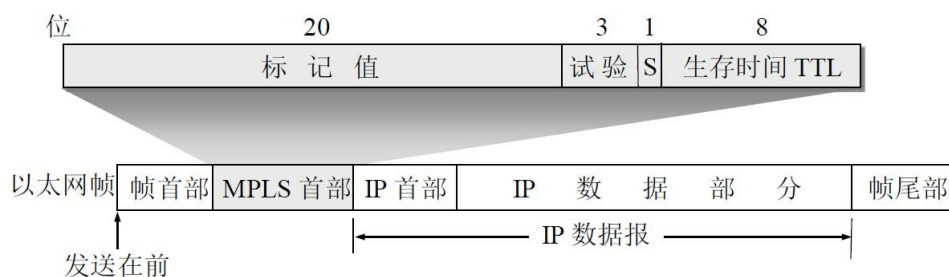 位 20 3 1 8
标 记 值 试 验 S 生存时间 TTL
以太网帧 帧首部 MPLS 首部 IP 首部 IP 数 据 部 分 帧尾部
IP 数据报
发送在前